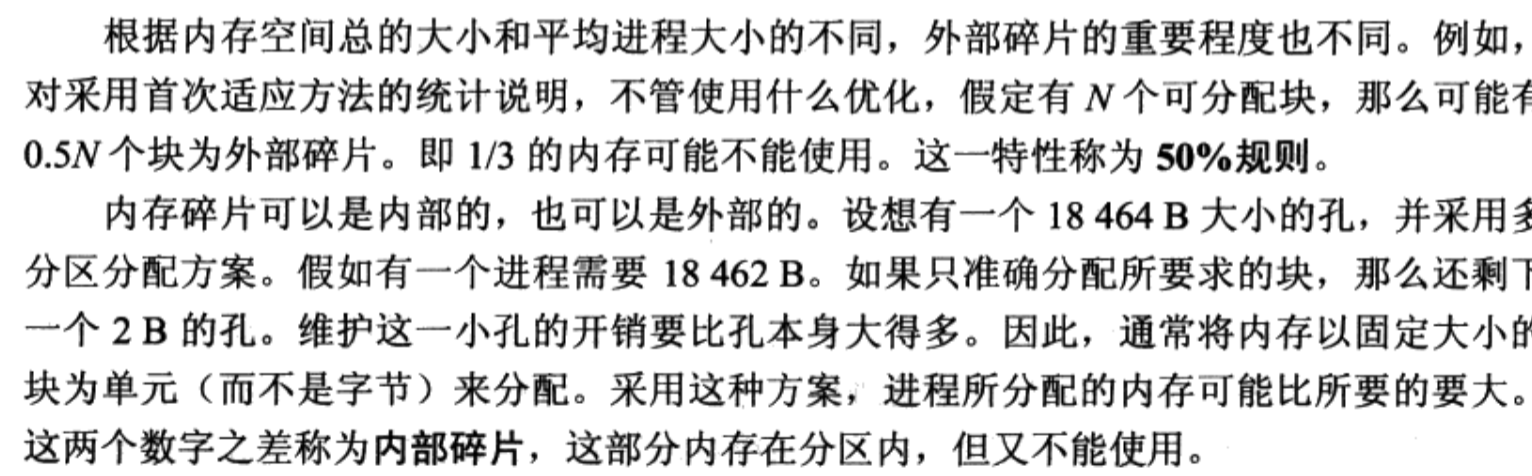 根据内存空间总的大小和平均进程大小的不同，外部碎片的重要程度也不同。例如，
对采用首次适应方法的统计说明，不管使用什么优化，假定有 N 个可分配块，那么可能有
0.5N 个块为外部碎片。即 1/3 的内存可能不能使用。这一特性称为 50%规则。
内存碎片可以是内部的，也可以是外部的。设想有一个 18 464 B 大小的孔，并采用多
分区分配方案。假如有一个进程需要 18 462 B。如果只准确分配所要求的块，那么还剩下
一个 2 B 的孔。维护这一小孔的开销要比孔本身大得多。因此，通常将内存以固定大小的
块为单元（而不是字节）来分配。采用这种方案，进程所分配的内存可能比所要的要大。
这两个数字之差称为内部碎片，这部分内存在分区内，但又不能使用。